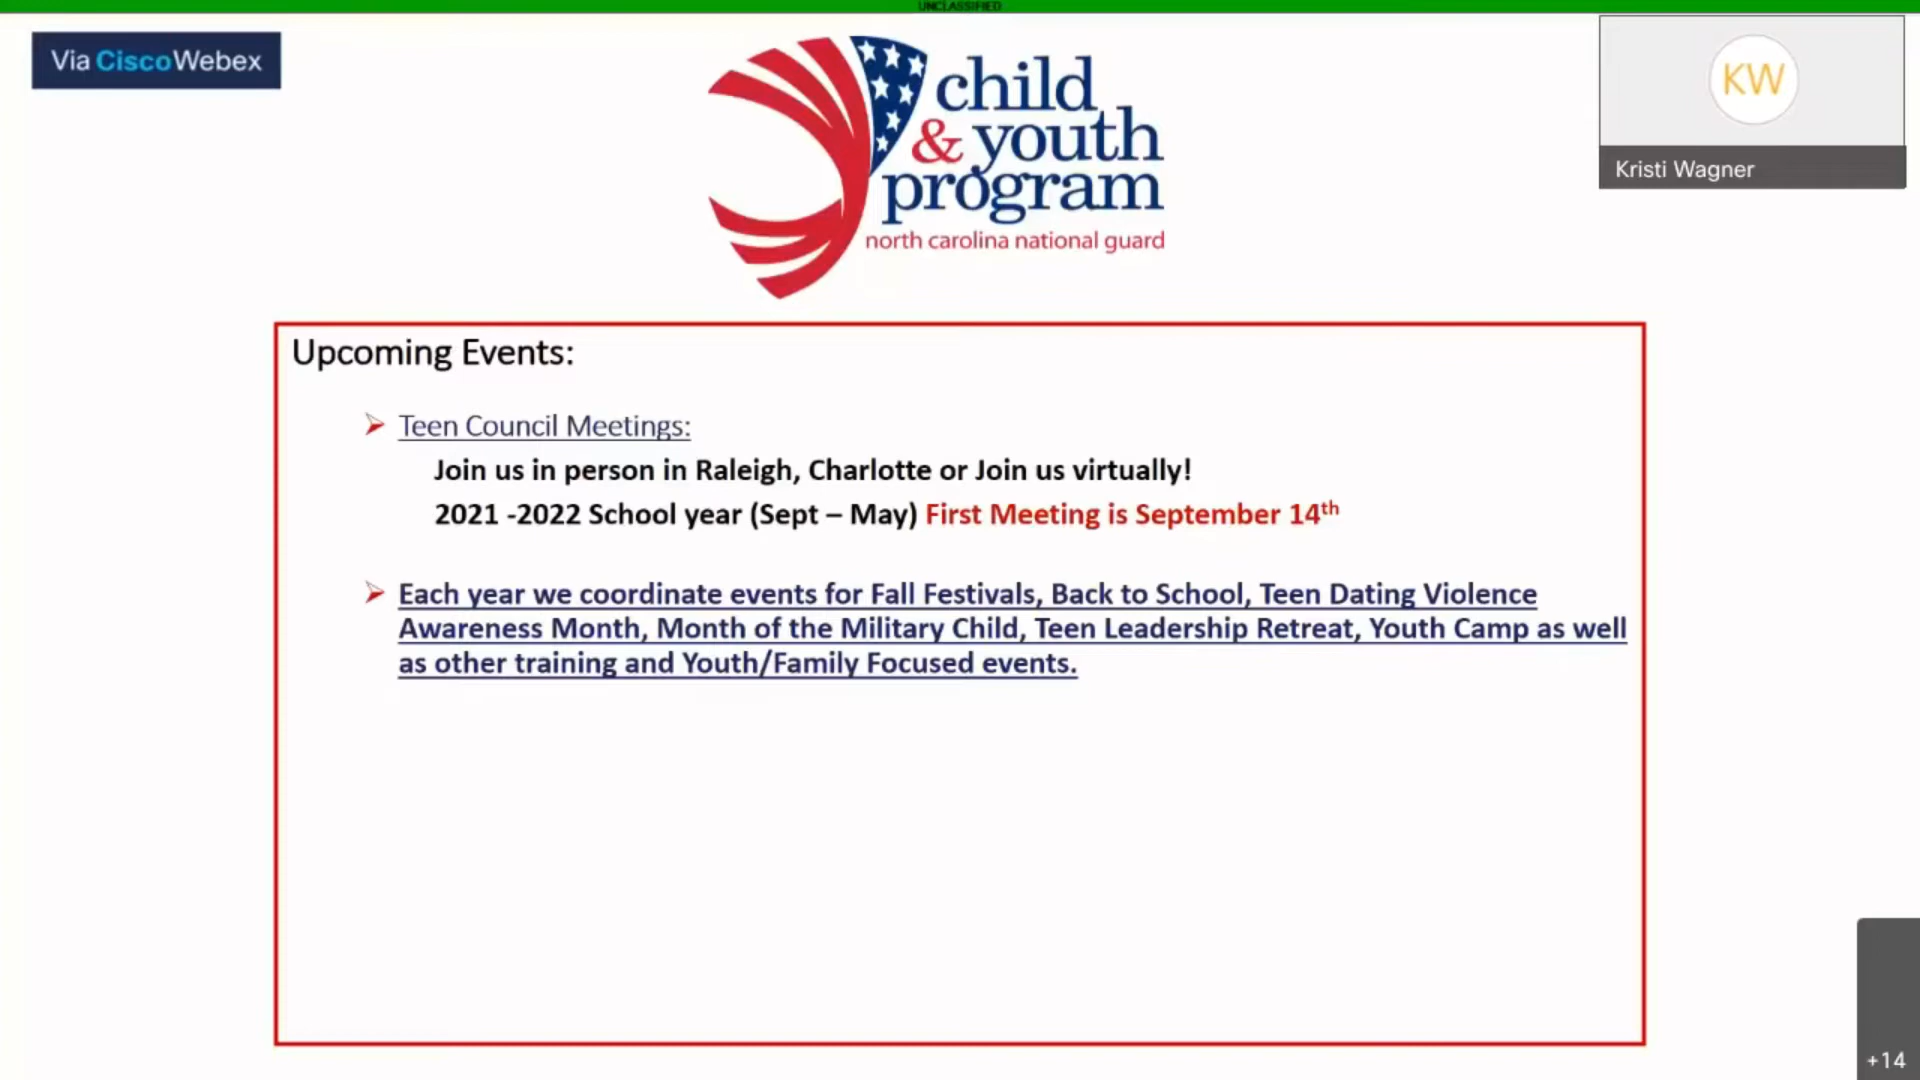 UNCLASSIFIED
Via CiscoWebex
child
& youth
program
north carolina national guard
KW
Kristi Wagner
Upcoming Events:
Teen Council Meetings:
Join us in person in Raleigh, Charlotte or Join us virtually!
2021 -2022 School year (Sept – May) First Meeting is September 14th
Each year we coordinate events for Fall Festivals, Back to School, Teen Dating Violence
Awareness Month, Month of the Military Child, Teen Leadership Retreat, Youth Camp as well
as other training and Youth/Family Focused events.
+14